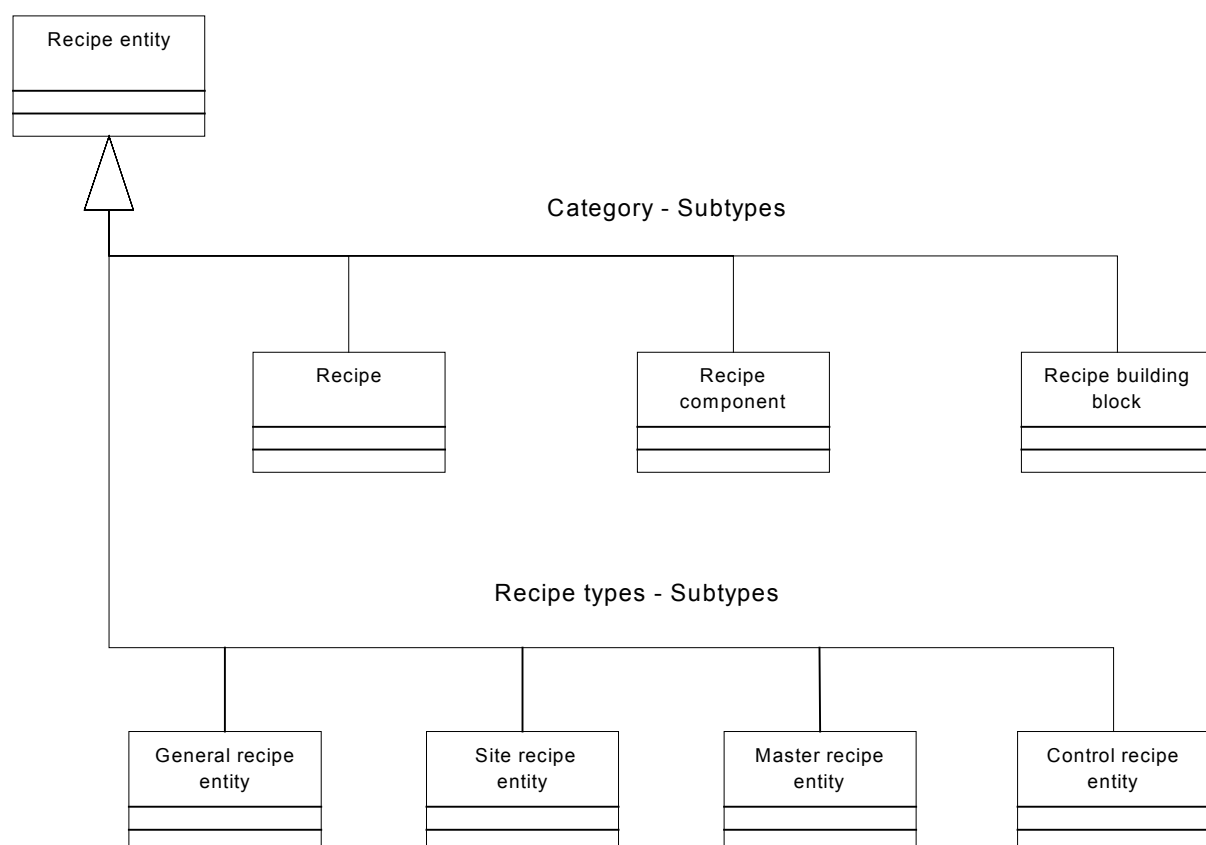 Recipe entity
Category - Subtypes
Recipe
Recipe
component
Recipe building
block
Recipe types - Subtypes
General recipe
entity
Site recipe
entity
Master recipe
entity
Control recipe
entity